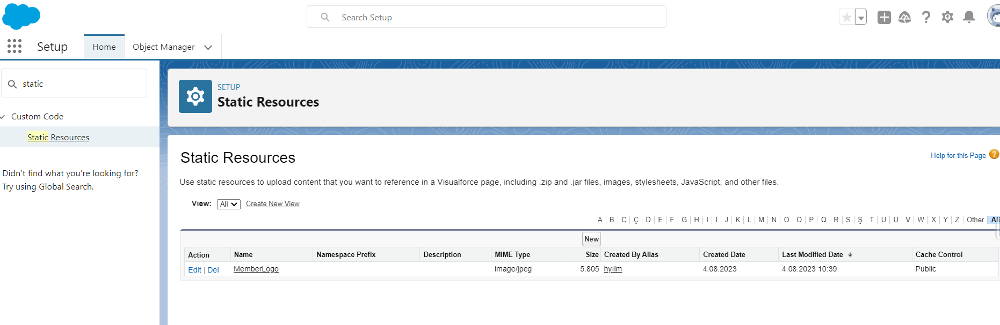 Search Setup
Setup
Home
Object Manager
static
Custom Code
Static Resources
Didn't find what you're looking for?
Try using Global Search.
SETUP
Static Resources
Static Resources
Help for this Page ?
Use static resources to upload content that you want to reference in a Visualforce page, including .zip and .jar files, images, stylesheets, JavaScript, and other files.
View: All Create New View
A | B | C | Ç | D | E | F | G | H | I | İ | J | K | L | M | N | O | Ö | P | Q | R | S | Ş | T | U | Ü | V | W | X | Y | Z | Other | All
New
Action Name Namespace Prefix Description MIME Type Size Created By Alias Created Date Last Modified Date ↓ Cache Control
Edit | Del MemberLogo image/jpeg 5.805 hyılm 4.08.2023 4.08.2023 10:39 Public